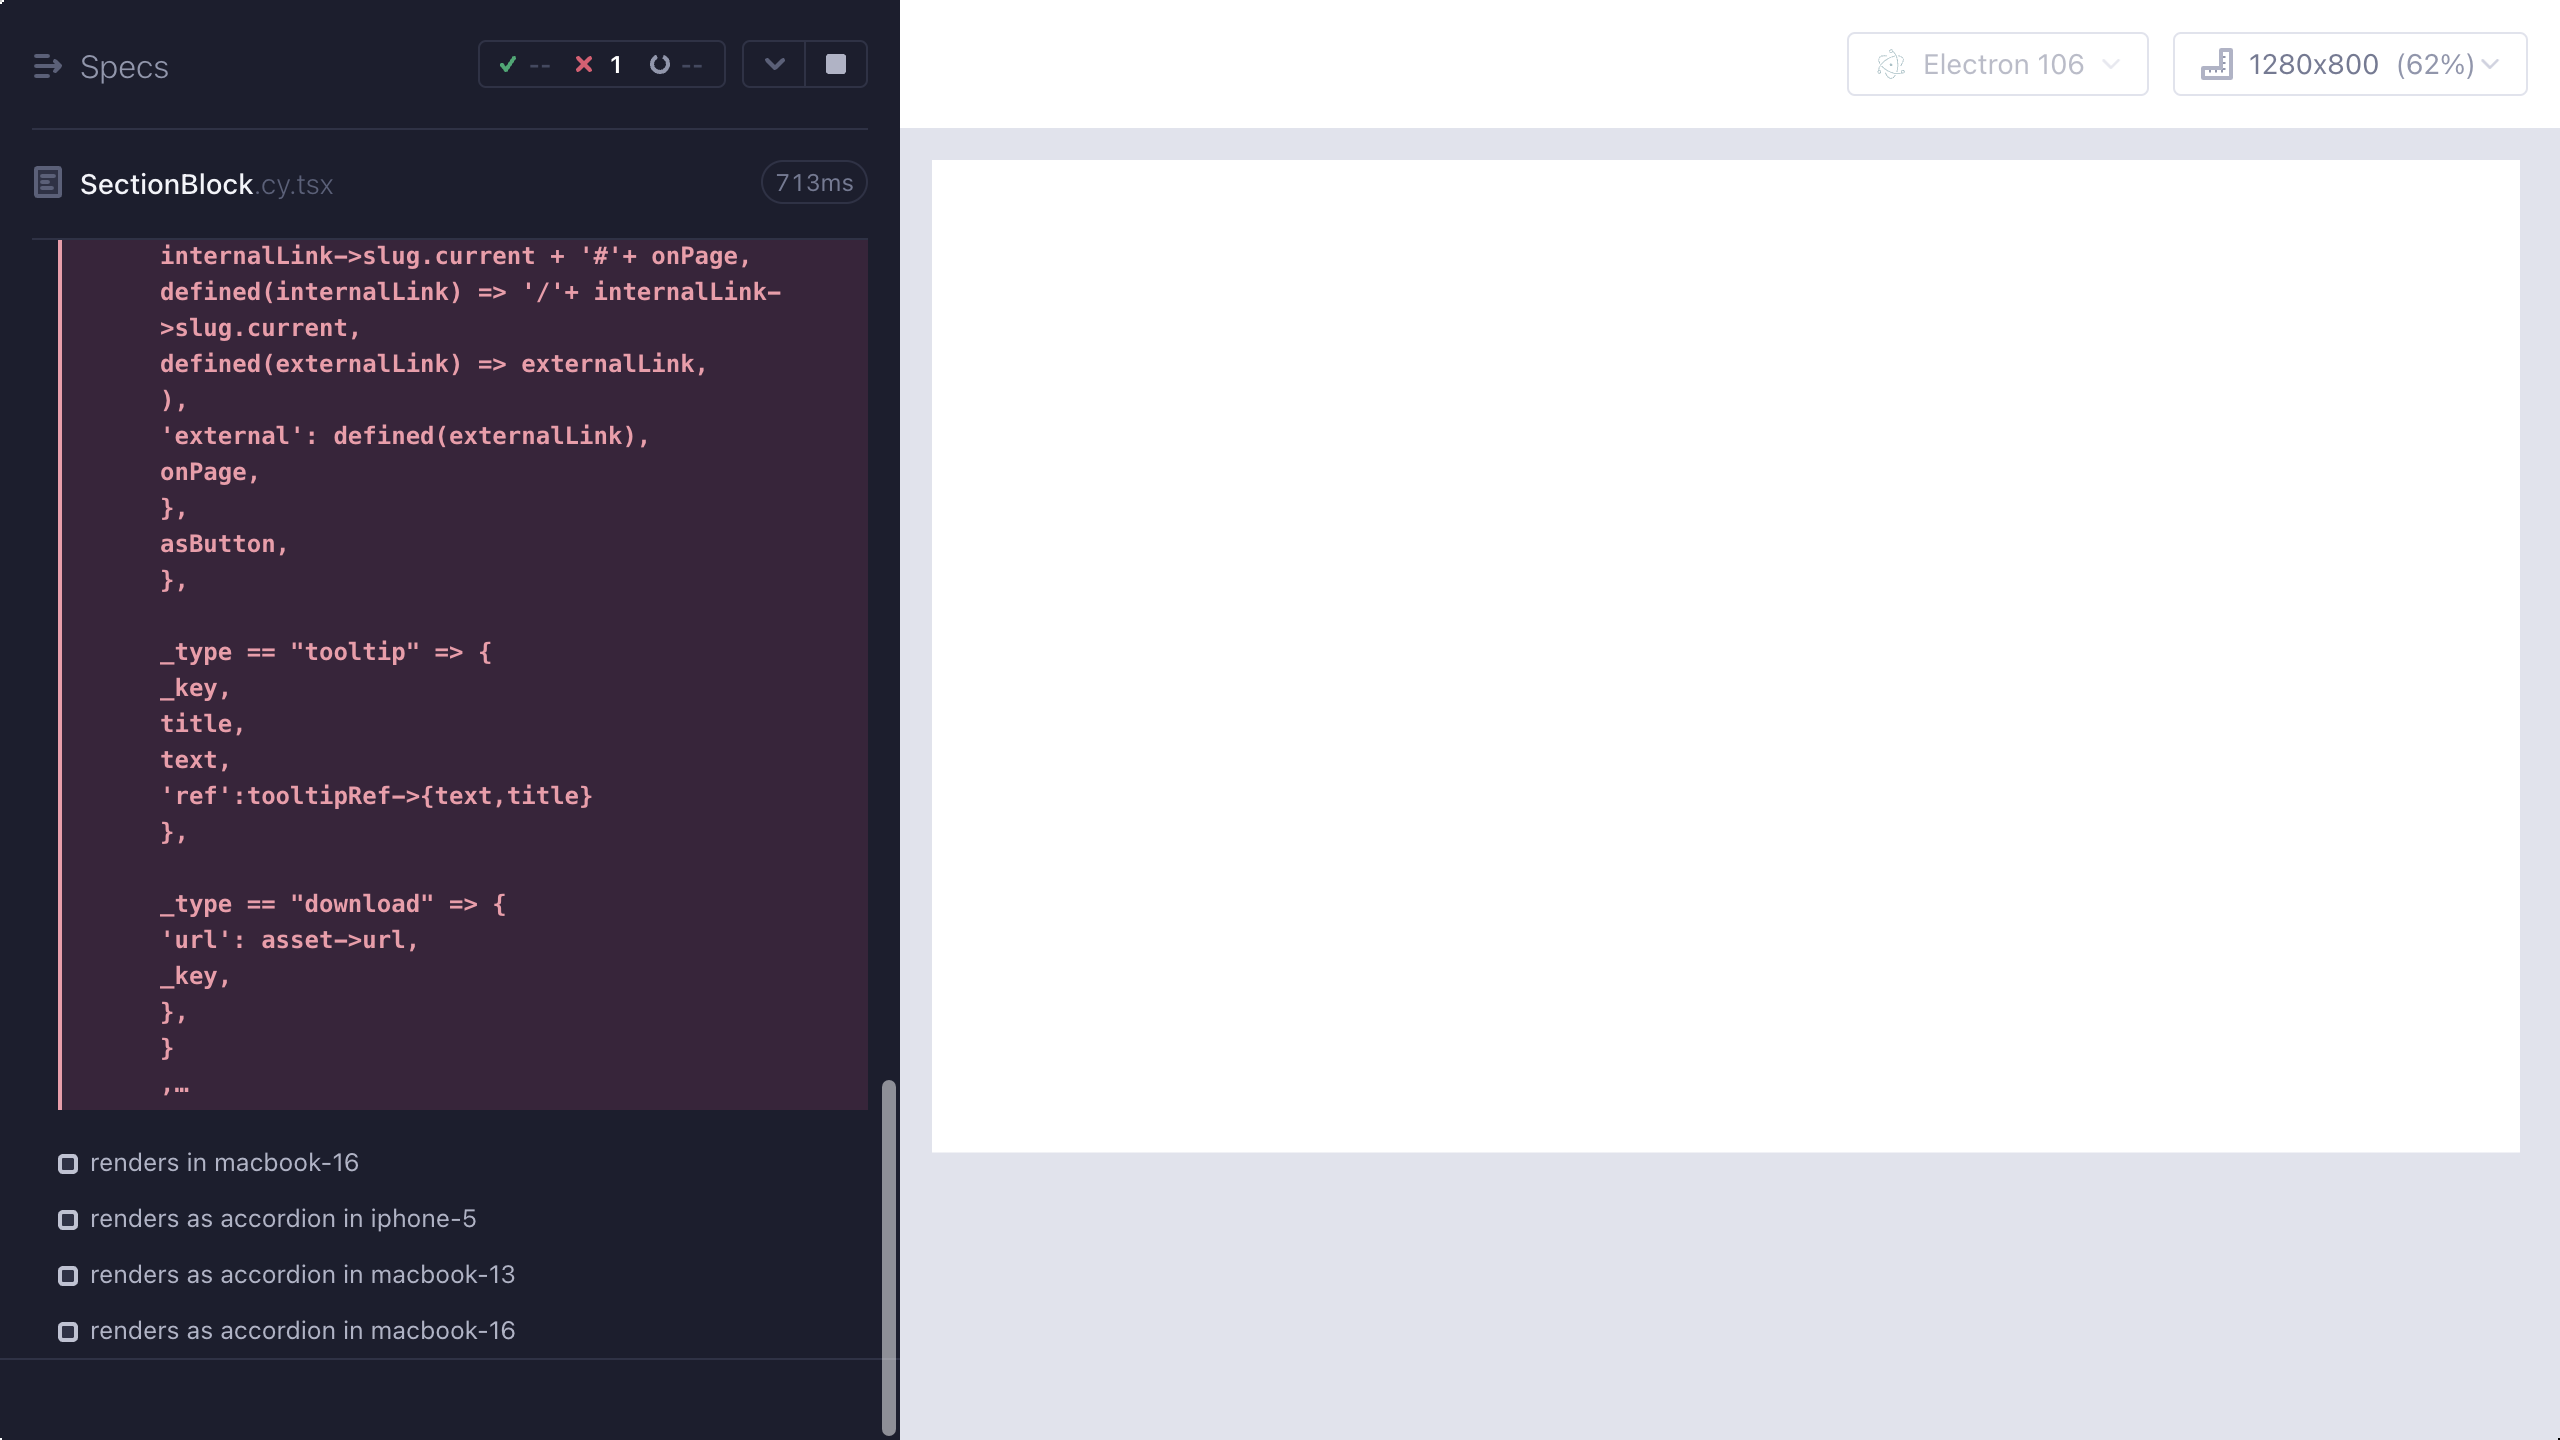 Specs
-- 1 --
Electron 106
1280x800 (62%)
SectionBlock.cy.tsx
713ms
internalLink->slug.current + '#'+ onPage,
defined(internalLink) => '/'+ internalLink-
>slug.current,
defined(externalLink) => externalLink,
),
'external': defined(externalLink),
onPage,
},
asButton,
},
_type == "tooltip" => {
_key,
title,
text,
'ref':tooltipRef->{text,title}
},
_type == "download" => {
'url': asset->url,
_key,
},
}
,…
renders in macbook-16
renders as accordion in iphone-5
renders as accordion in macbook-13
renders as accordion in macbook-16